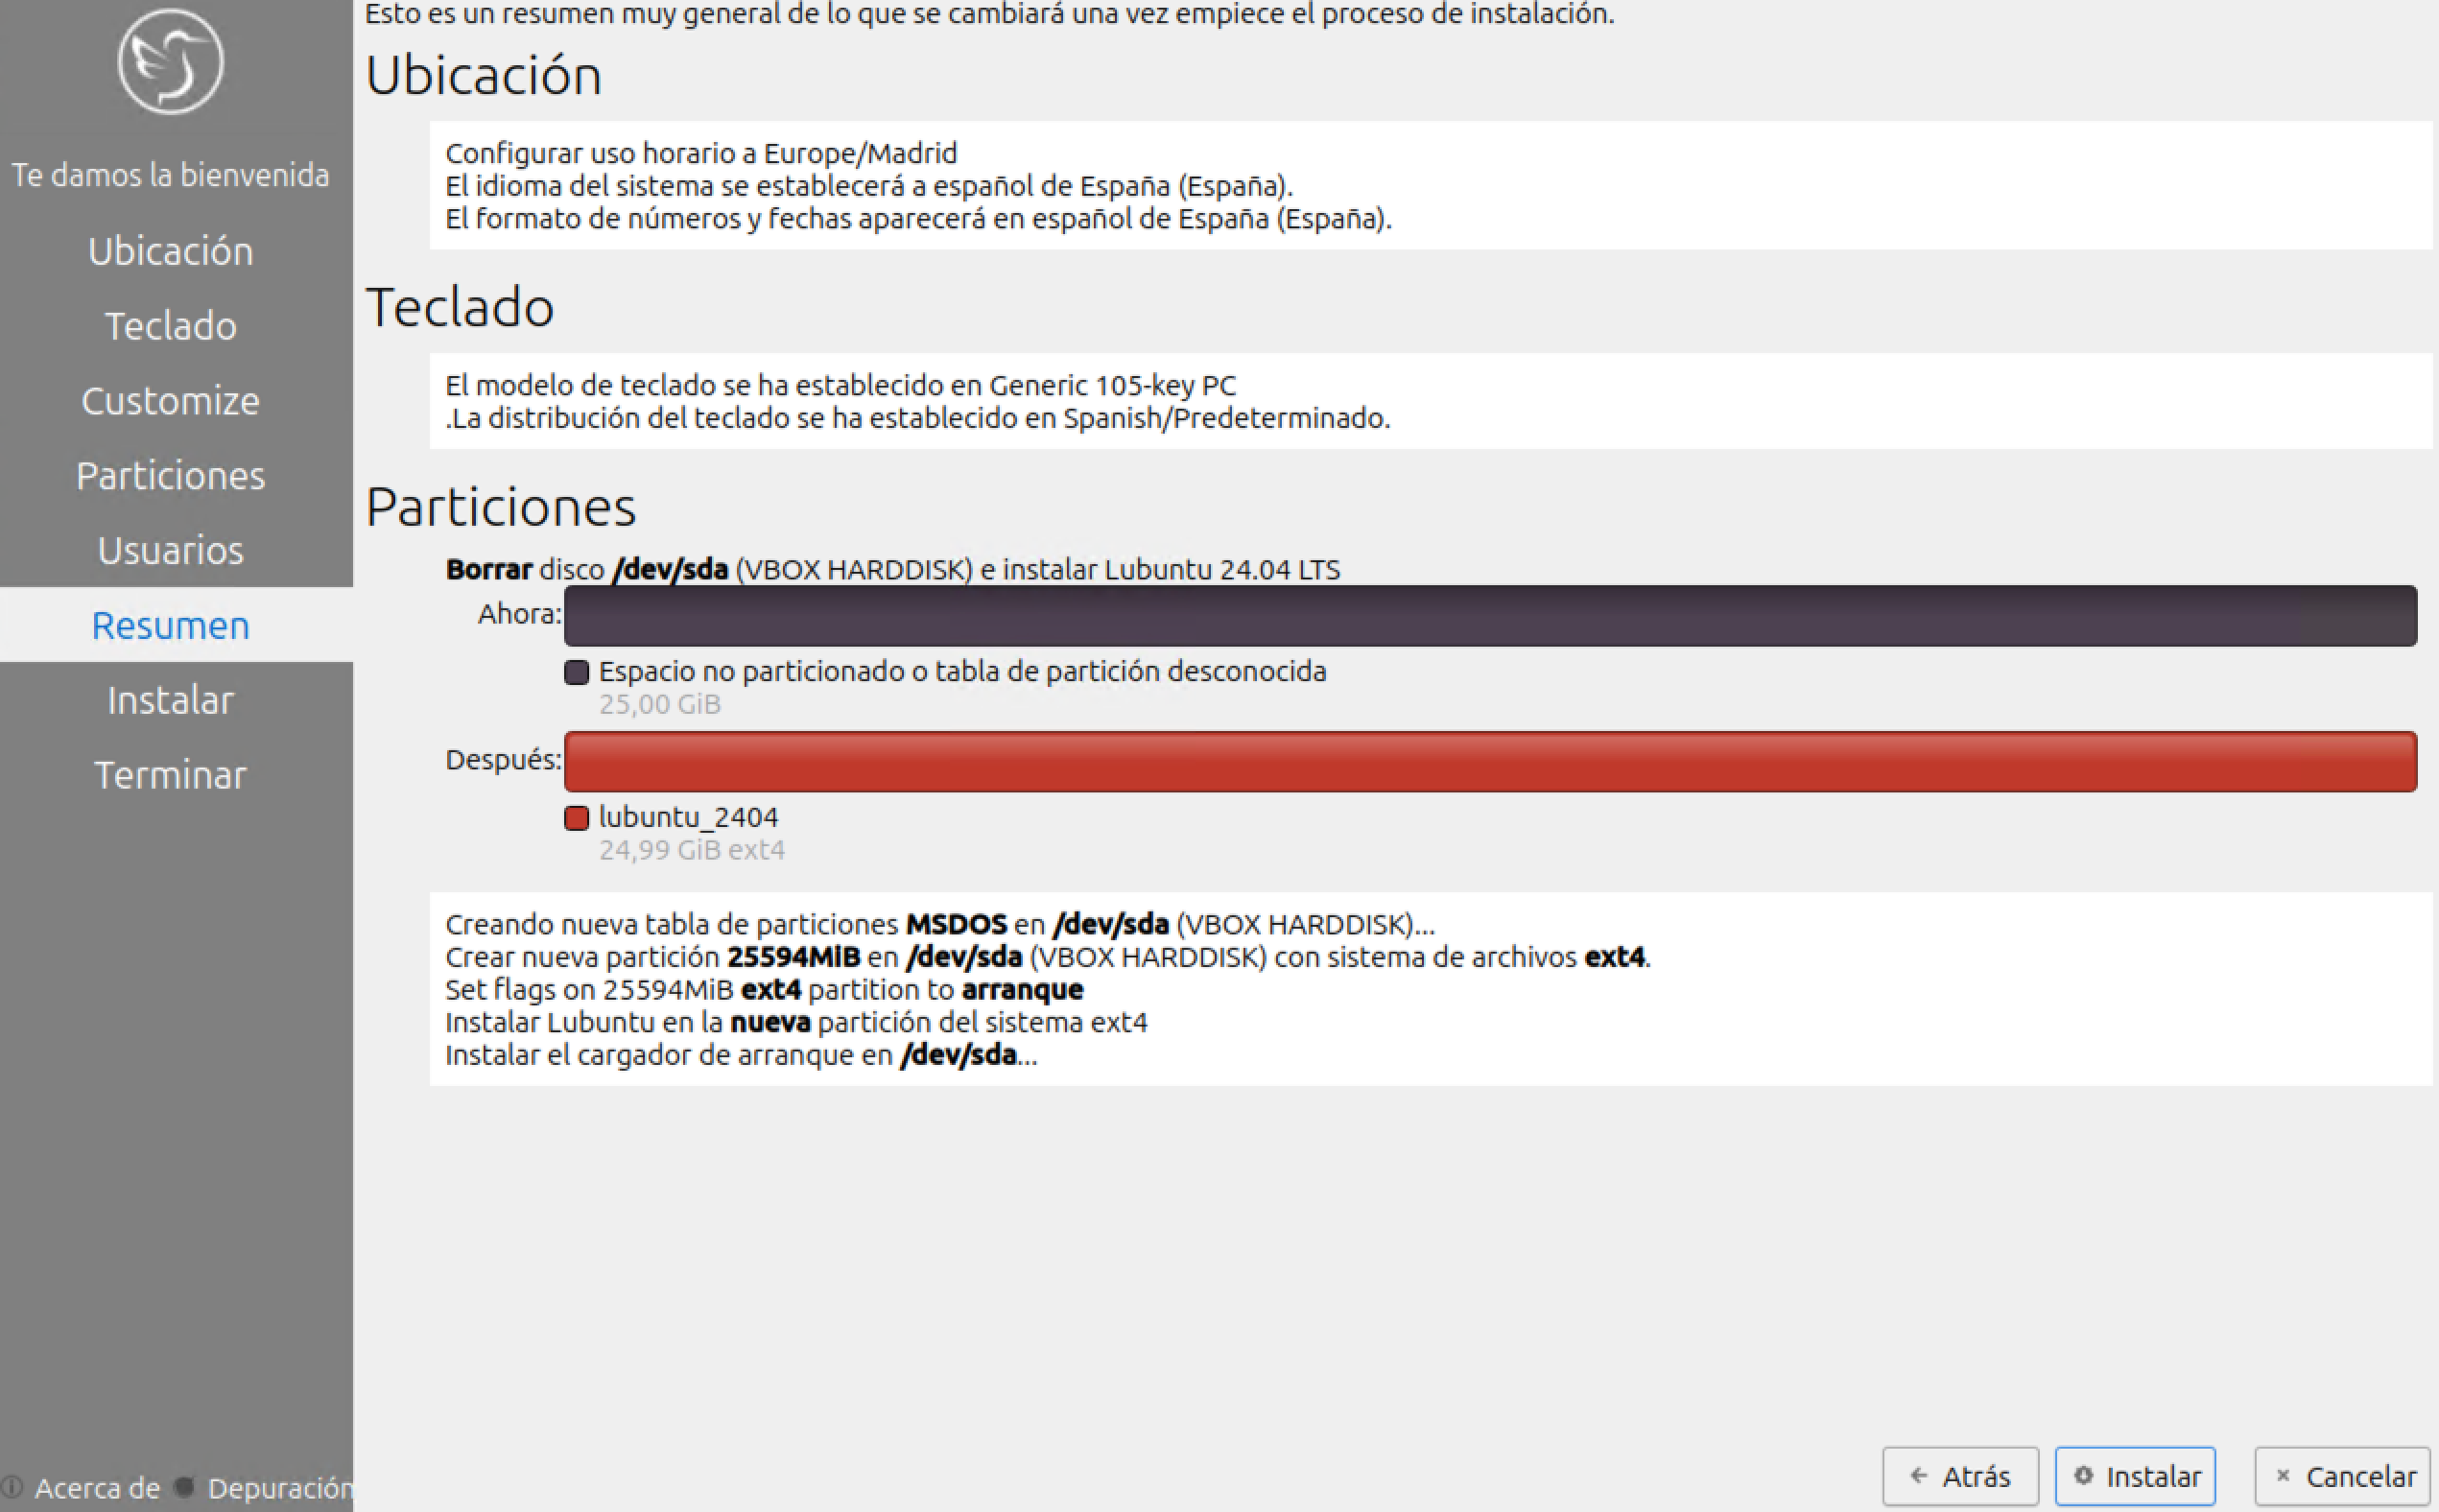 Esto es un resumen muy general de lo que se cambiará una vez empiece el proceso de instalación.
Te damos la bienvenida
Ubicación
Teclado
Customize
Particiones
Usuarios
Resumen
Instalar
Terminar
Acerca de
Depuración
Ubicación
Configurar uso horario a Europe/Madrid
El idioma del sistema se establecerá a español de España (España).
El formato de números y fechas aparecerá en español de España (España).
Teclado
El modelo de teclado se ha establecido en Generic 105-key PC
.La distribución del teclado se ha establecido en Spanish/Predeterminado.
Particiones
Borrar disco /dev/sda (VBOX HARDDISK) e instalar Lubuntu 24.04 LTS
Ahora:
Espacio no particionado o tabla de partición desconocida
25,00 GiB
Después:
lubuntu_2404
24,99 GiB ext4
Creando nueva tabla de particiones MSDOS en /dev/sda (VBOX HARDDISK)...
Crear nueva partición 25594MiB en /dev/sda (VBOX HARDDISK) con sistema de archivos ext4.
Set flags on 25594MiB ext4 partition to arranque
Instalar Lubuntu en la nueva partición del sistema ext4
Instalar el cargador de arranque en /dev/sda...
Atrás
Instalar
Cancelar